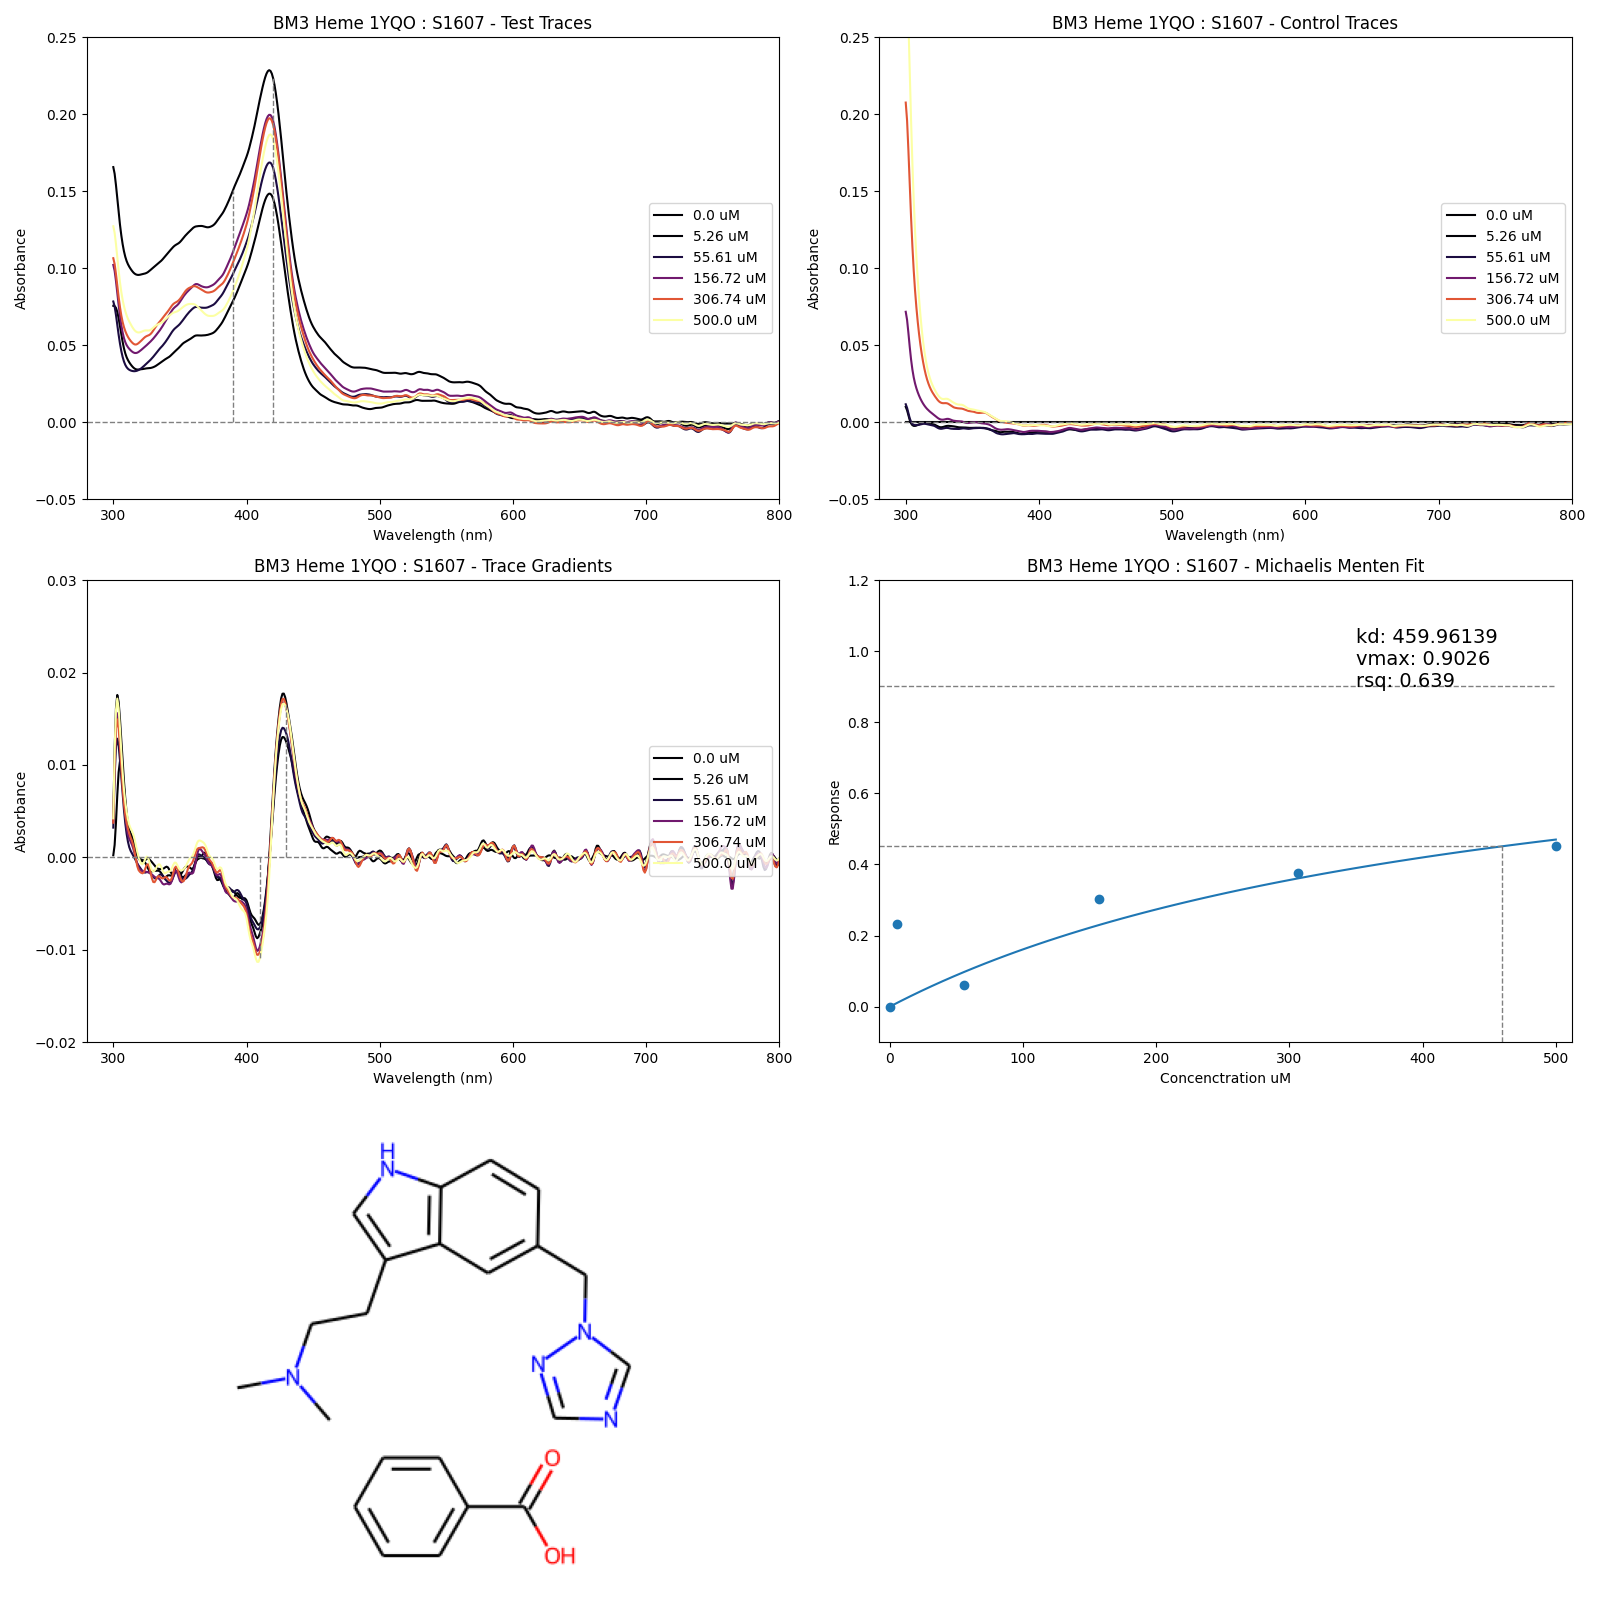 BM3 Heme 1YQO : S1607 - Test Traces
0.25
0.20
0.15
0.10
0.05
0.00
−0.05
Absorbance
0.0 uM
5.26 uM
55.61 uM
156.72 uM
306.74 uM
500.0 uM
300 400 500 600 700 800
Wavelength (nm)
BM3 Heme 1YQO : S1607 - Control Traces
0.25
0.20
0.15
0.10
0.05
0.00
−0.05
Absorbance
0.0 uM
5.26 uM
55.61 uM
156.72 uM
306.74 uM
500.0 uM
300 400 500 600 700 800
Wavelength (nm)
BM3 Heme 1YQO : S1607 - Trace Gradients
0.03
0.02
0.01
0.00
−0.01
−0.02
Absorbance
0.0 uM
5.26 uM
55.61 uM
156.72 uM
306.74 uM
500.0 uM
300 400 500 600 700 800
Wavelength (nm)
BM3 Heme 1YQO : S1607 - Michaelis Menten Fit
1.2
1.0
0.8
0.6
0.4
0.2
0.0
Response
kd: 459.96139
vmax: 0.9026
rsq: 0.639
0 100 200 300 400 500
Concenctration uM
H
N
N
N
N
N
O
OH